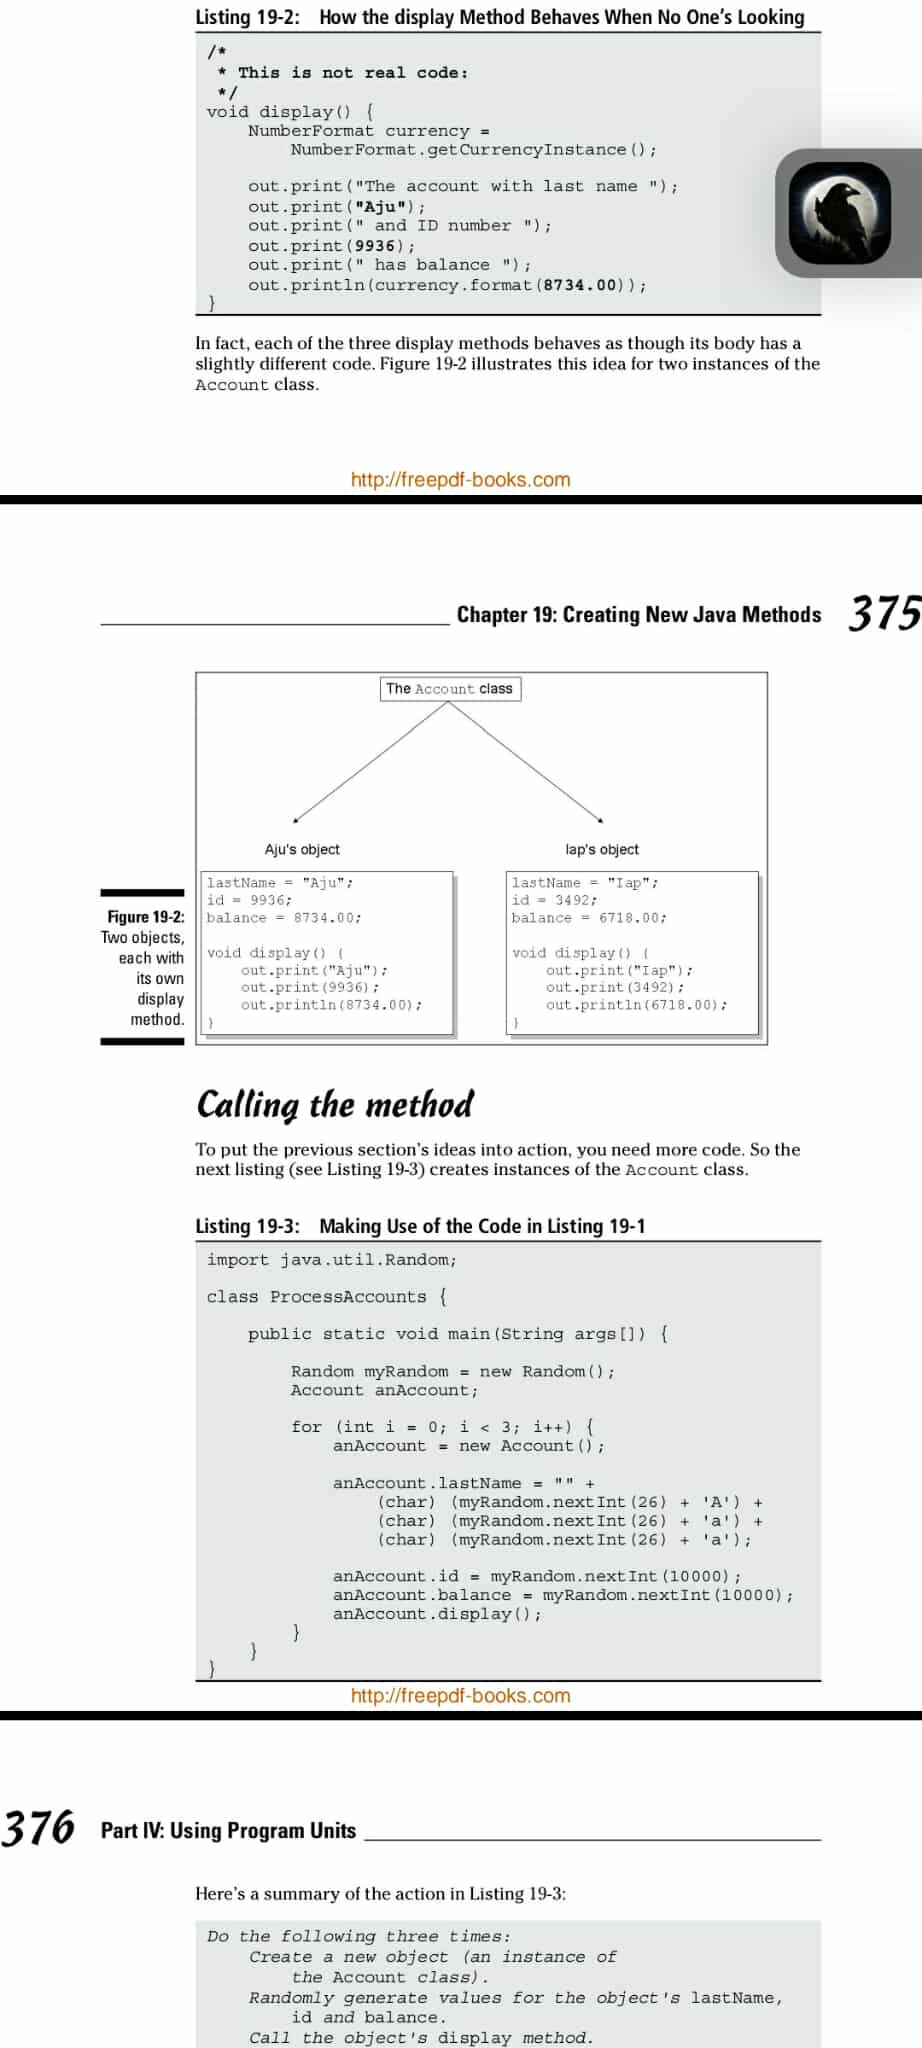 Listing 19-2: How the display Method Behaves When No One's Looking
/*
 * This is not real code:
 */
void display() {
    NumberFormat currency =
        NumberFormat.getCurrencyInstance();

    out.print("The account with last name ");
    out.print("Aju");
    out.print(" and ID number ");
    out.print(9936);
    out.print(" has balance ");
    out.println(currency.format(8734.00));
}
In fact, each of the three display methods behaves as though its body has a
slightly different code. Figure 19-2 illustrates this idea for two instances of the
Account class.
http://freepdf-books.com
Chapter 19: Creating New Java Methods 375
The Account class
Aju's object
lastName = "Aju";
id = 9936;
balance = 8734.00;

void display() {
    out.print("Aju");
    out.print(9936);
    out.println(8734.00);
}
Iap's object
lastName = "Iap";
id = 3492;
balance = 6718.00;

void display() {
    out.print("Iap");
    out.print(3492);
    out.println(6718.00);
}
Figure 19-2:
Two objects,
each with
its own
display
method.
Calling the method
To put the previous section's ideas into action, you need more code. So the
next listing (see Listing 19-3) creates instances of the Account class.
Listing 19-3: Making Use of the Code in Listing 19-1
import java.util.Random;

class ProcessAccounts {

    public static void main(String args[]) {

        Random myRandom = new Random();
        Account anAccount;

        for (int i = 0; i < 3; i++) {
            anAccount = new Account();

            anAccount.lastName = "" +
                (char) (myRandom.nextInt(26) + 'A') +
                (char) (myRandom.nextInt(26) + 'a') +
                (char) (myRandom.nextInt(26) + 'a');

            anAccount.id = myRandom.nextInt(10000);
            anAccount.balance = myRandom.nextInt(10000);
            anAccount.display();
        }
    }
}
http://freepdf-books.com
376 Part IV: Using Program Units
Here's a summary of the action in Listing 19-3:
Do the following three times:
    Create a new object (an instance of
        the Account class).
    Randomly generate values for the object's lastName,
        id and balance.
    Call the object's display method.